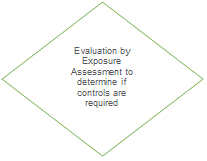 Evaluation by
Exposure
Assessment to
determine if
controls are
required